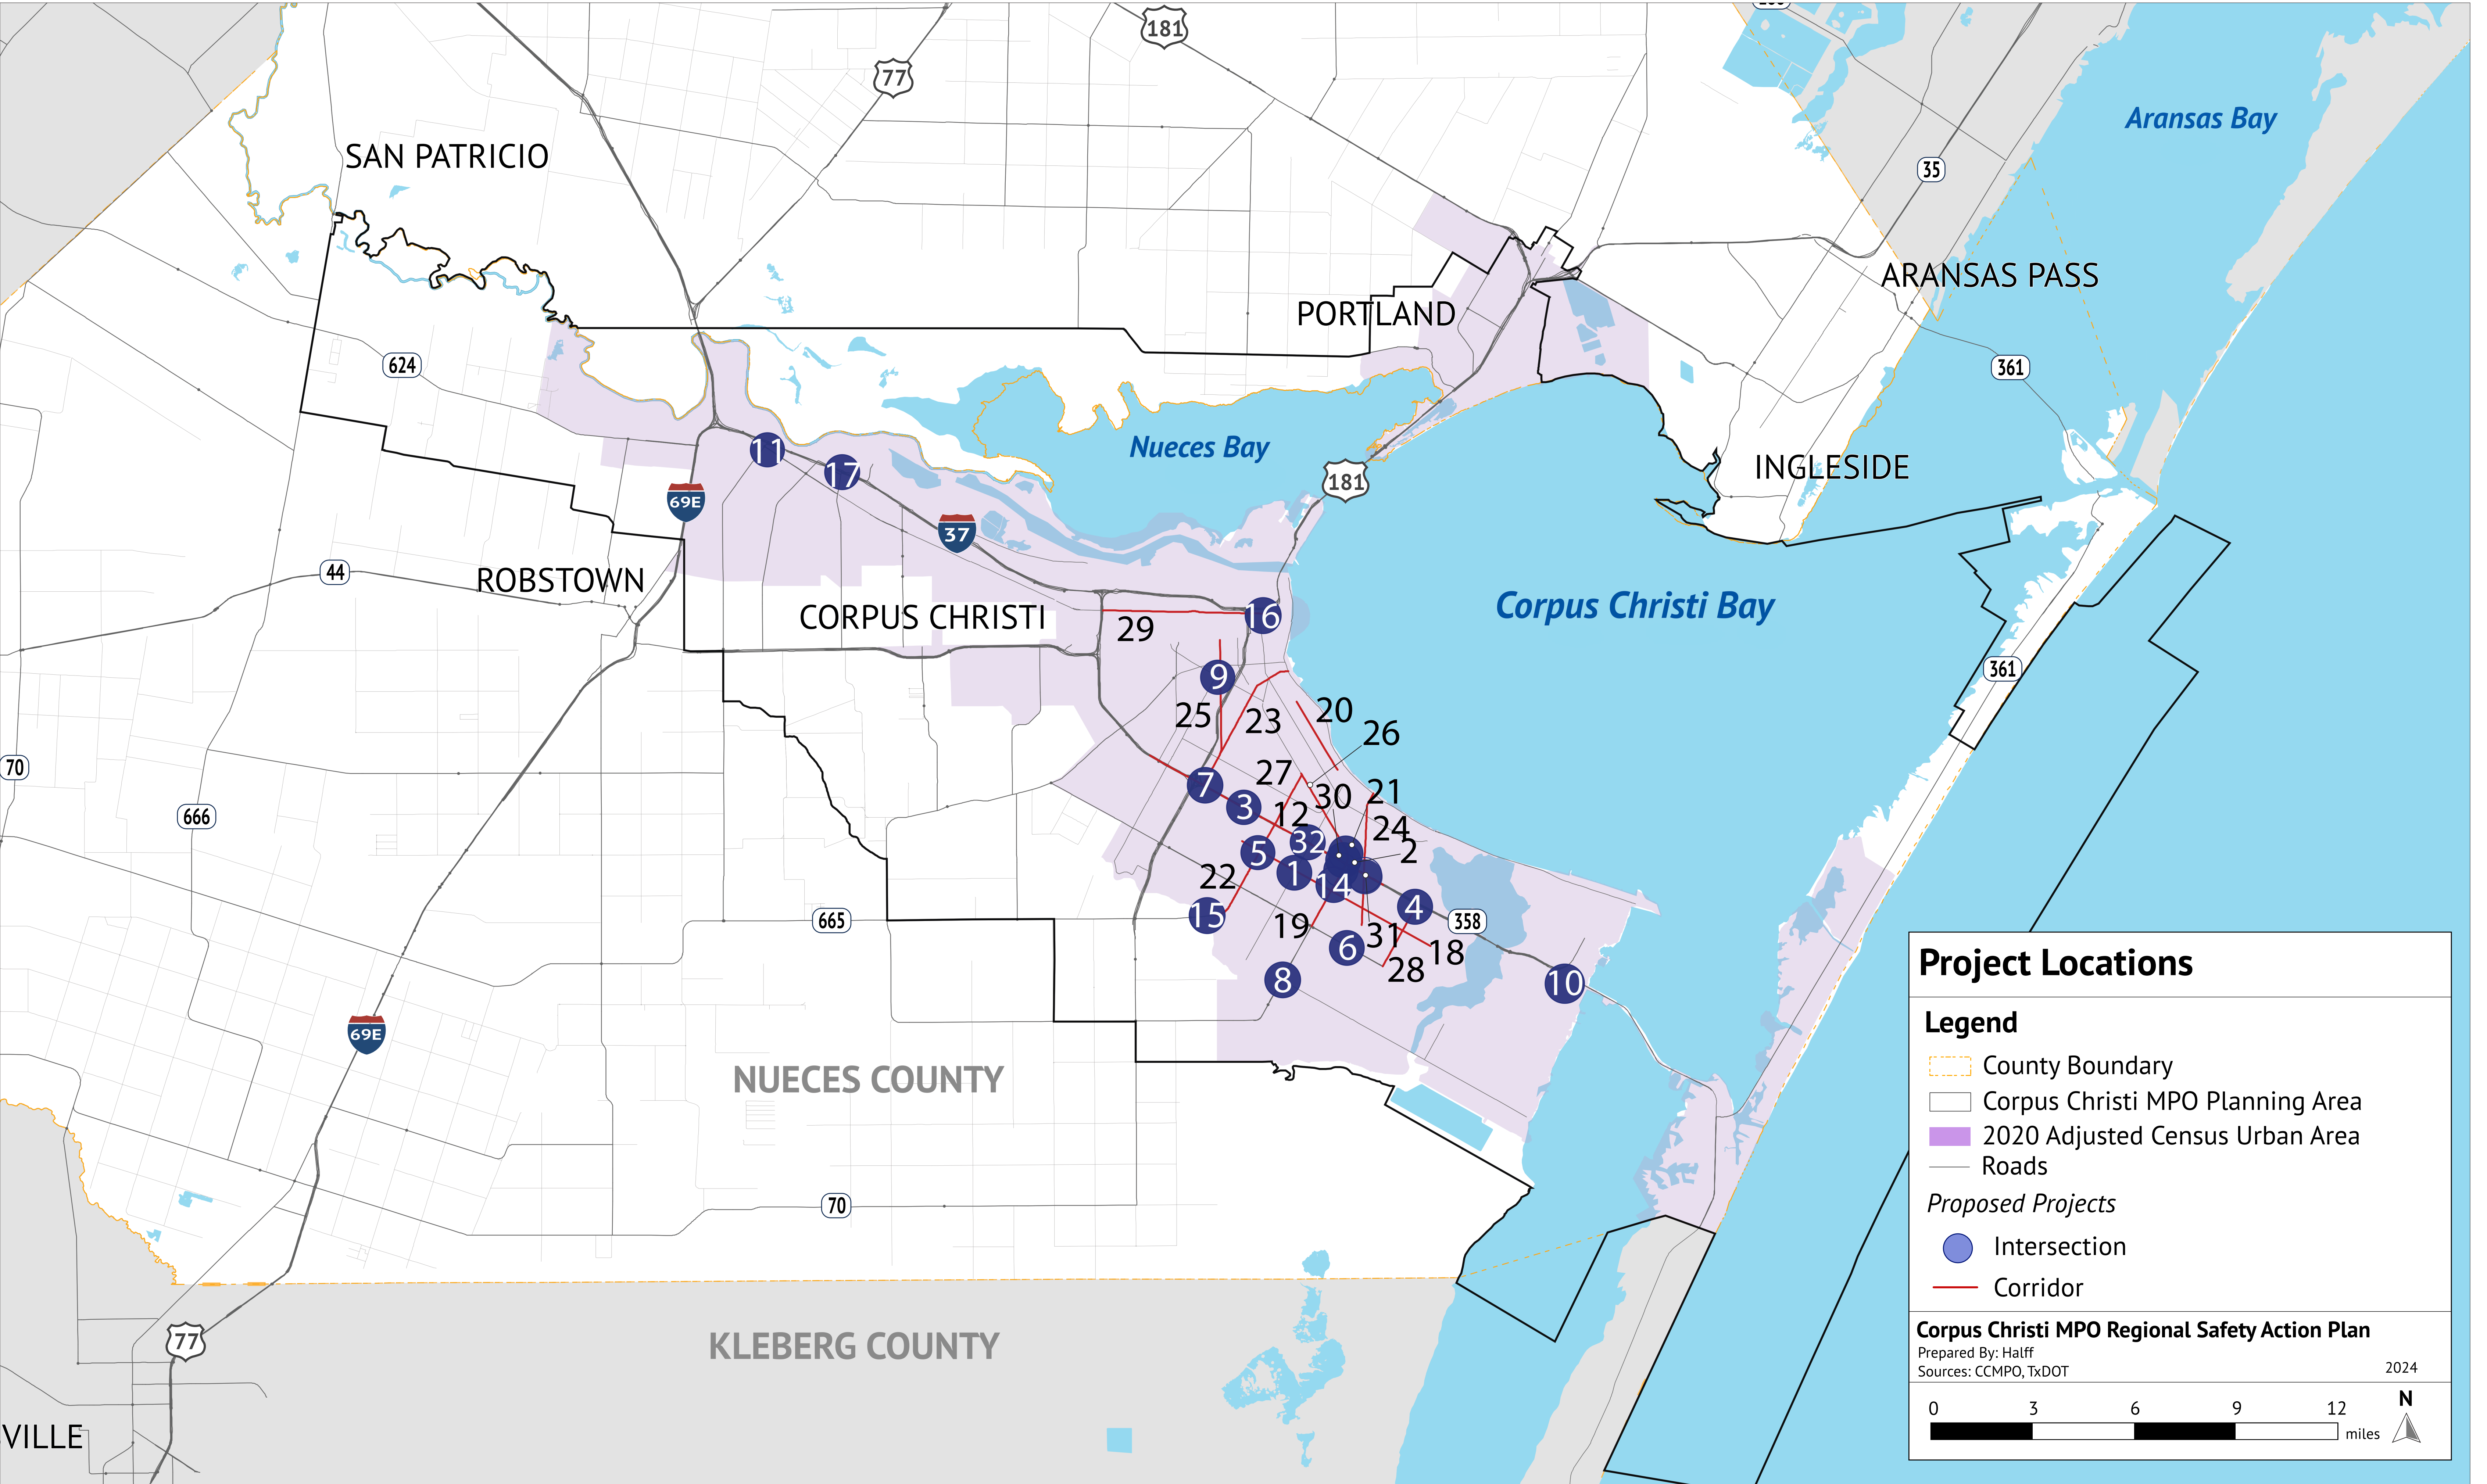 181
77
Aransas Bay
SAN PATRICIO
35
ARANSAS PASS
PORTLAND
624
361
Nueces Bay
11
17
INGLESIDE
181
69E
37
44
ROBSTOWN
CORPUS CHRISTI
Corpus Christi Bay
16
29
361
9
25
23
20
26
70
27
7
30
21
3
12
666
24
32
2
5
1
22
14
15
4
665
358
19
31
6
18
28
8
10
69E
NUECES COUNTY
70
77
KLEBERG COUNTY
VILLE
Project Locations
Legend
County Boundary
Corpus Christi MPO Planning Area
2020 Adjusted Census Urban Area
Roads
Proposed Projects
Intersection
Corridor
Corpus Christi MPO Regional Safety Action Plan
Prepared By: Halff
Sources: CCMPO, TxDOT
2024
N
0 3 6 9 12
miles